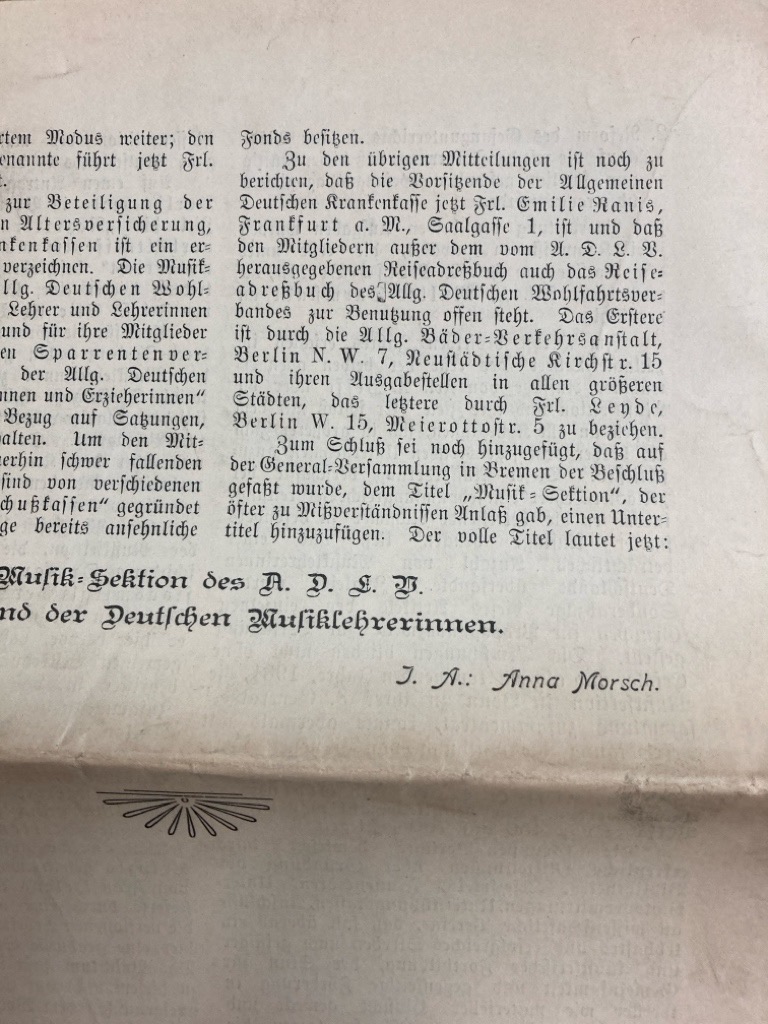 rtem Modus weiter; den
enannte führt jetzt Frl.
t.
zur Beteiligung der
n Altersversicherung,
nkenkassen ist ein er-
verzeichnen. Die Musik-
llg. Deutschen Wohl-
Lehrer und Lehrerinnen
und für ihre Mitglieder
en Sparrentenver-
der Allg. Deutschen
nnen und Erzieherinnen“
Bezug auf Satzungen,
alten. Um den Mit-
erhin schwer fallenden
sind von verschiedenen
chußkassen“ gegründet
ge bereits ansehnliche
Fonds besitzen.
Zu den übrigen Mitteilungen ist noch zu
berichten, daß die Vorsitzende der Allgemeinen
Deutschen Krankenkasse jetzt Frl. Emilie Ranis,
Frankfurt a. M., Saalgasse 1, ist und daß
den Mitgliedern außer dem vom A. D. L. V.
herausgegebenen Reiseadreßbuch auch das Reise-
adreßbuch des Allg. Deutschen Wohlfahrtsver-
bandes zur Benutzung offen steht. Das Erstere
ist durch die Allg. Bäder-Verkehrsanstalt,
Berlin N. W. 7, Neustädtische Kirchstr. 15
und ihren Ausgabestellen in allen größeren
Städten, das letztere durch Frl. Leyde,
Berlin W. 15, Meierottostr. 5 zu beziehen.
Zum Schluß sei noch hinzugefügt, daß auf
der General-Versammlung in Bremen der Beschluß
gefaßt wurde, dem Titel „Musik-Sektion“, der
öfter zu Mißverständnissen Anlaß gab, einen Unter-
titel hinzuzufügen. Der volle Titel lautet jetzt:
Musik-Sektion des A. D. L. V.
nd der Deutschen Musiklehrerinnen.
I. A.: Anna Morsch.